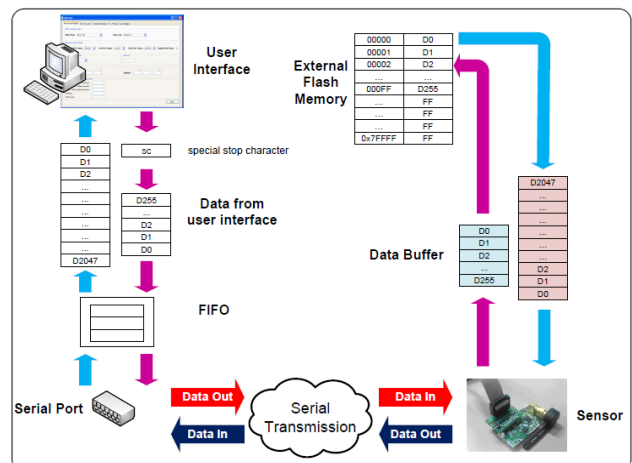 User
Interface
SC
special stop character
D0
D1
D2
...
...
...
...
...
D2047
D255
...
D2
D1
D0
Data from
user interface
FIFO
Serial Port
Data Out
Data In
Serial
Transmission
Data In
Data Out
Sensor
External
Flash
Memory
00000 D0
00001 D1
00002 D2
... ...
000FF D255
... FF
... FF
... FF
0x7FFFF FF
Data Buffer
D0
D1
D2
...
D255
D2047
...
...
...
...
...
D2
D1
D0